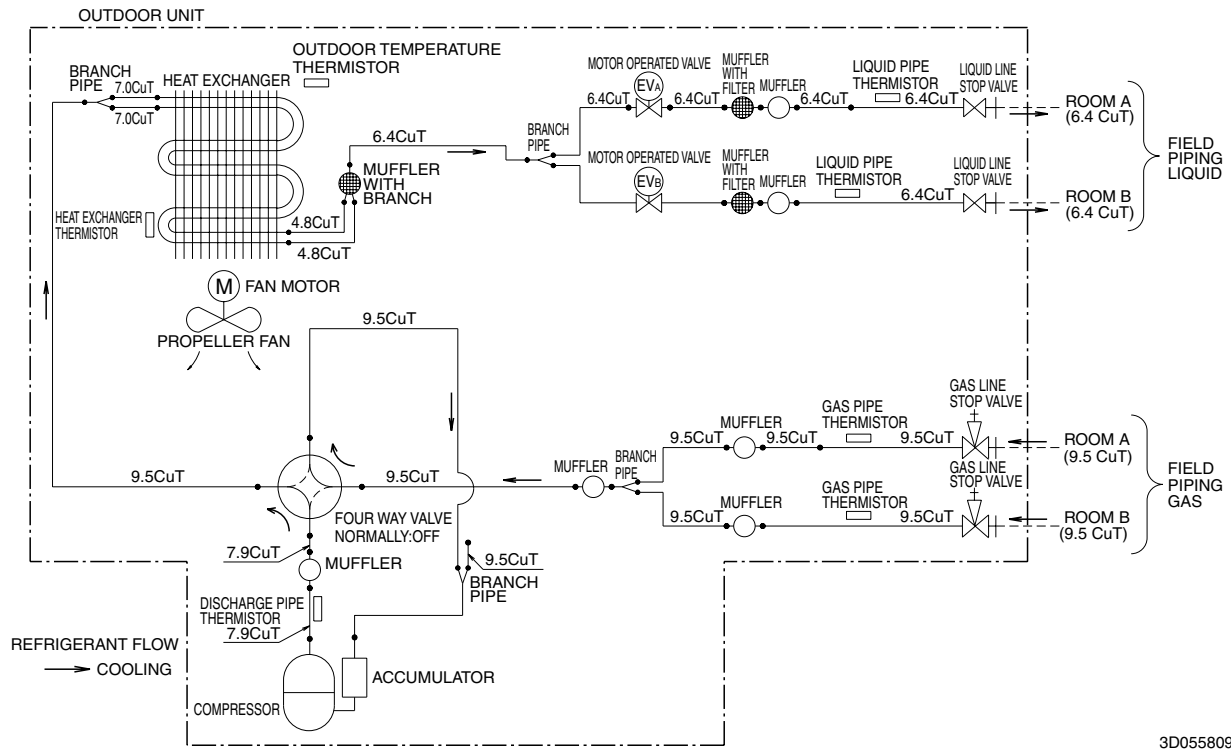 OUTDOOR UNIT
OUTDOOR TEMPERATURE
THERMISTOR
HEAT EXCHANGER
BRANCH
PIPE
7.0CuT
7.0CuT
HEAT EXCHANGER
THERMISTOR
4.8CuT
4.8CuT
MUFFLER
WITH
BRANCH
6.4CuT
BRANCH
PIPE
MOTOR OPERATED VALVE
EVA
6.4CuT
6.4CuT
MUFFLER
WITH
FILTER
MUFFLER
6.4CuT
LIQUID PIPE
THERMISTOR
6.4CuT
LIQUID LINE
STOP VALVE
ROOM A
(6.4 CuT)
MOTOR OPERATED VALVE
EVB
MUFFLER
WITH
FILTER
MUFFLER
LIQUID PIPE
THERMISTOR
6.4CuT
LIQUID LINE
STOP VALVE
ROOM B
(6.4 CuT)
FIELD
PIPING
LIQUID
M
FAN MOTOR
PROPELLER FAN
9.5CuT
9.5CuT
9.5CuT
FOUR WAY VALVE
NORMALLY:OFF
MUFFLER
BRANCH
PIPE
9.5CuT
MUFFLER
9.5CuT
GAS PIPE
THERMISTOR
9.5CuT
GAS LINE
STOP VALVE
ROOM A
(9.5 CuT)
9.5CuT
MUFFLER
GAS PIPE
THERMISTOR
9.5CuT
GAS LINE
STOP VALVE
ROOM B
(9.5 CuT)
FIELD
PIPING
GAS
7.9CuT
MUFFLER
9.5CuT
BRANCH
PIPE
DISCHARGE PIPE
THERMISTOR
7.9CuT
ACCUMULATOR
COMPRESSOR
REFRIGERANT FLOW
COOLING
3D055809